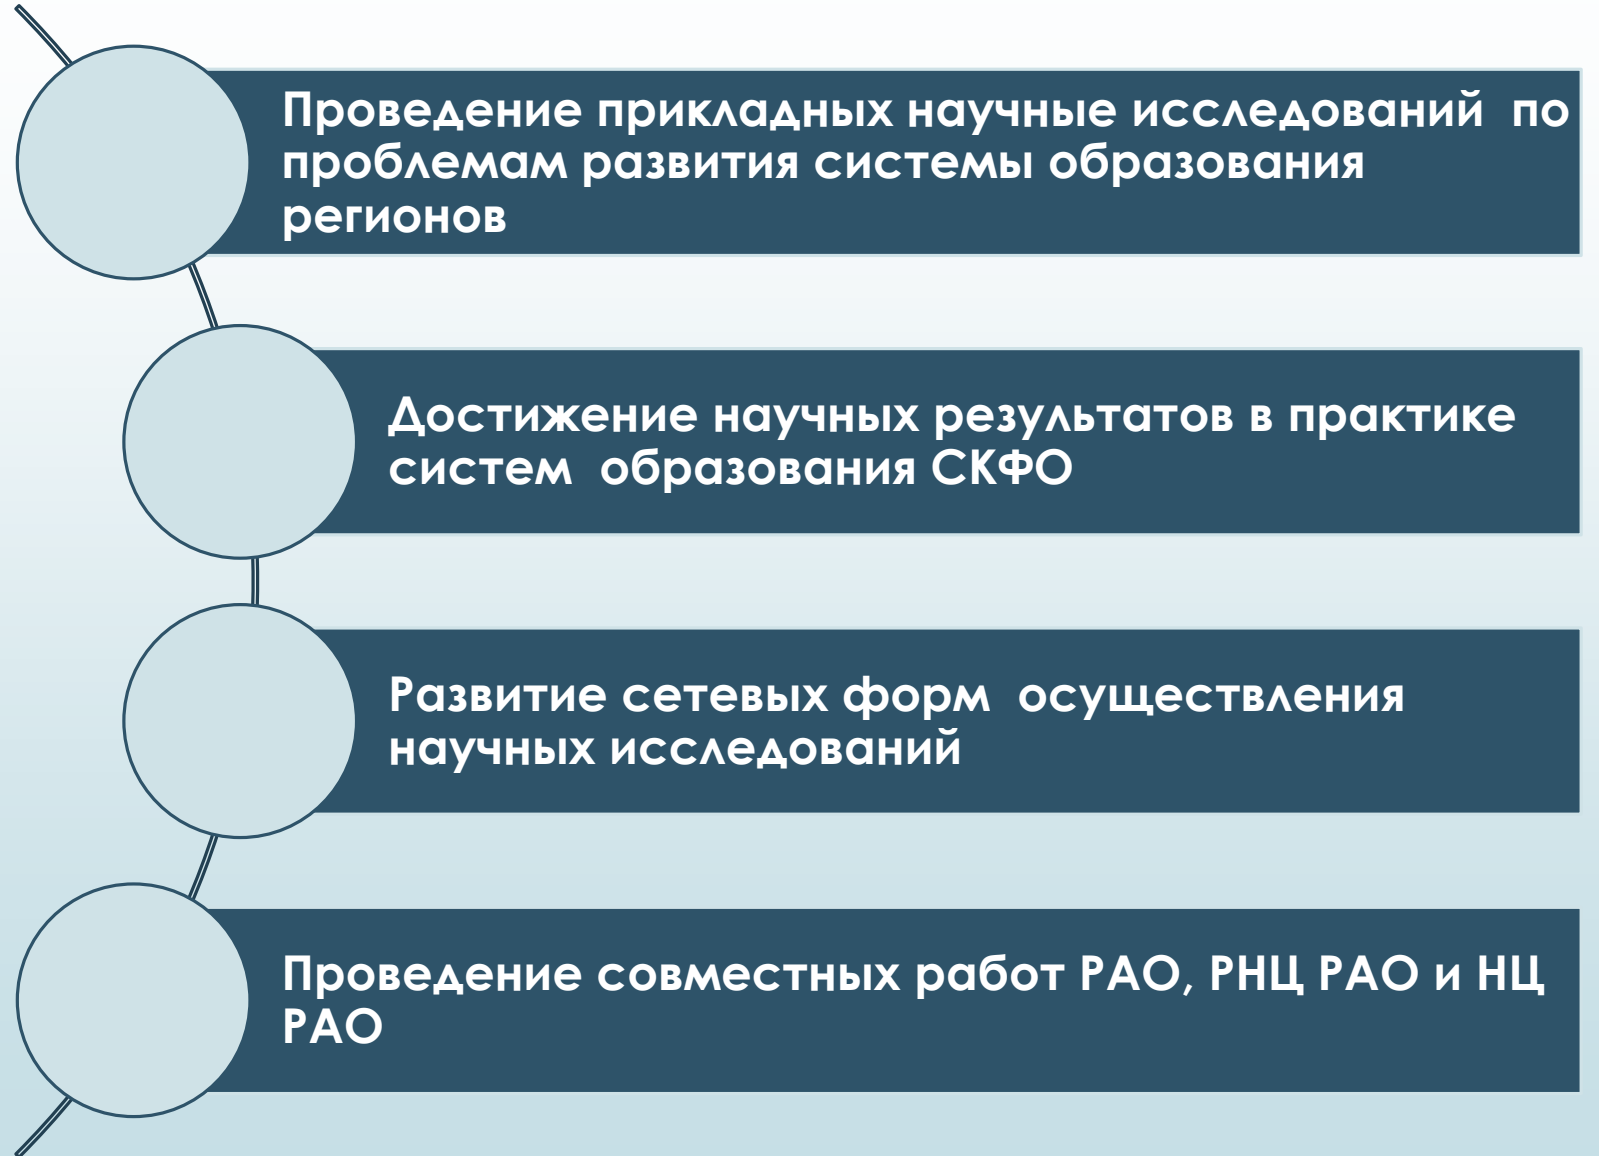 Проведение прикладных научные исследований  по
проблемам развития системы образования
регионов
Достижение научных результатов в практике
систем  образования СКФО
Развитие сетевых форм  осуществления
научных исследований
Проведение совместных работ РАО, РНЦ РАО и НЦ
РАО